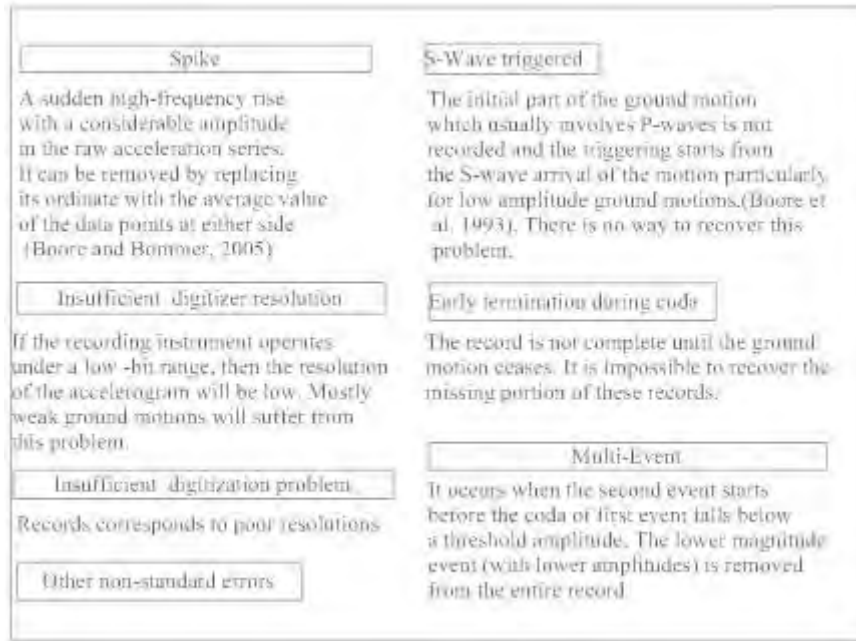 Spike
A sudden high-frequency rise
with a considerable amplitude
in the raw acceleration series.
It can be removed by replacing
its ordinate with the average value
of the data points at either side
(Boore and Bommer, 2005)
Insufficient digitizer resolution
If the recording instrument operates
under a low -bit range, then the resolution
of the accelerogram will be low. Mostly
weak ground motions will suffer from
this problem.
Insufficient digitization problem
Records corresponds to poor resolutions
Other non-standard errors
S-Wave triggered
The initial part of the ground motion
which usually involves P-waves is not
recorded and the triggering starts from
the S-wave arrival of the motion particularly
for low amplitude ground motions.(Boore et
al. 1993). There is no way to recover this
problem.
Early termination during coda
The record is not complete until the ground
motion ceases. It is impossible to recover the
missing portion of these records.
Multi-Event
It occurs when the second event starts
before the coda of first event falls below
a threshold amplitude. The lower magnitude
event (with lower amplitudes) is removed
from the entire record